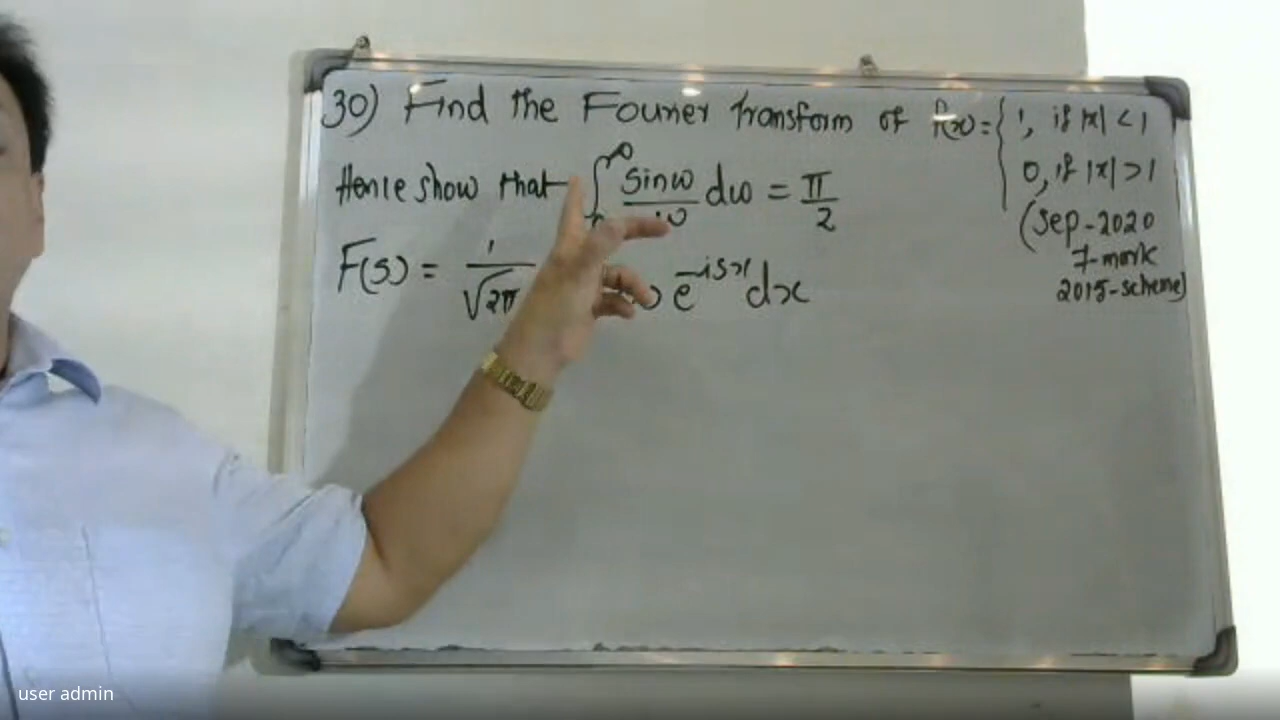 30) Find the Fourier transform of f(x) = { 1, if |x| < 1
0, if |x| > 1
Hence show that ∫₀^∞ sinω/ω dω = π/2
(Sep-2020
7-mark
2015-scheme)
F(s) = 1/√2π e^-isx dx
user admin